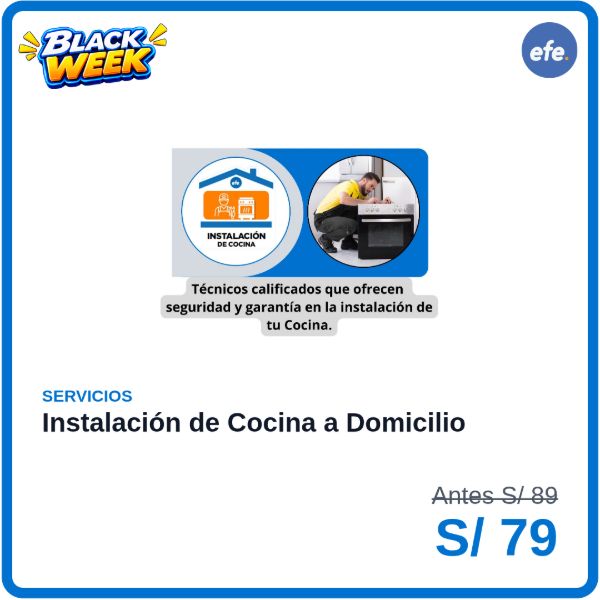 BLACK
WEEK
efe.
efe
INSTALACIÓN
DE COCINA
Técnicos calificados que ofrecen
seguridad y garantía en la instalación de
tu Cocina.
SERVICIOS
Instalación de Cocina a Domicilio
Antes S/ 89
S/ 79